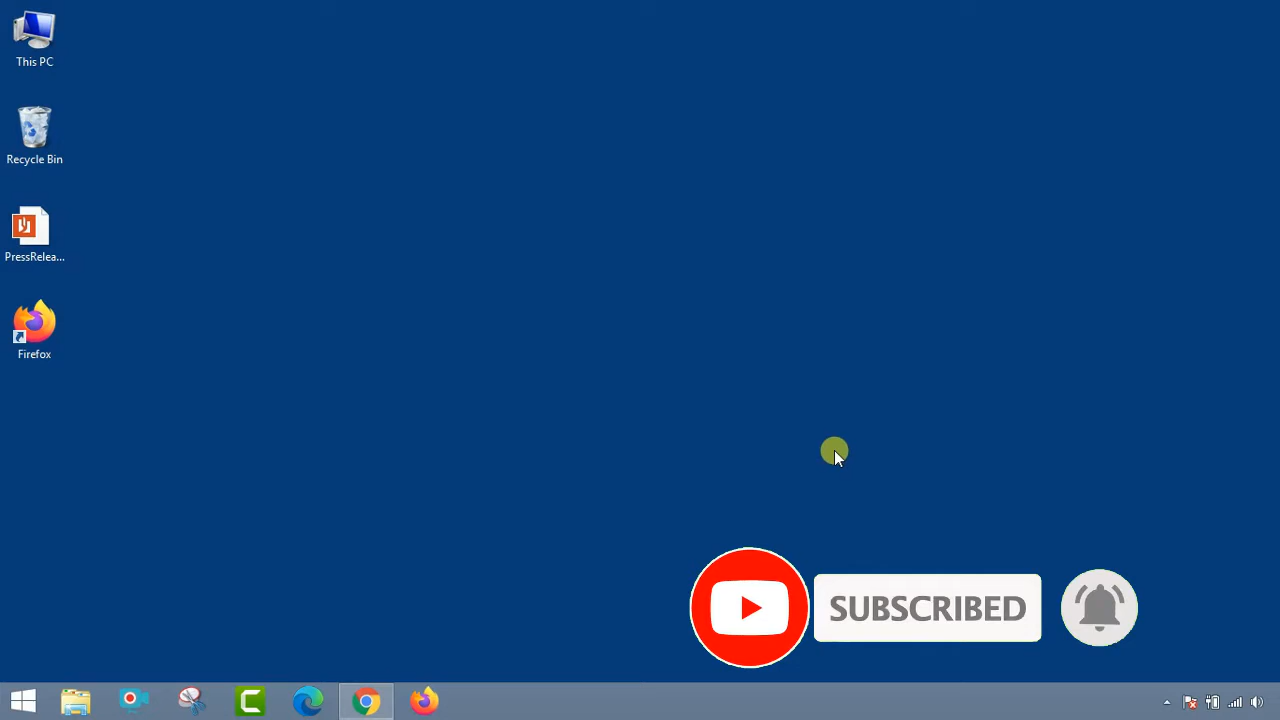 This PC
Recycle Bin
PressRelea...
Firefox
SUBSCRIBED